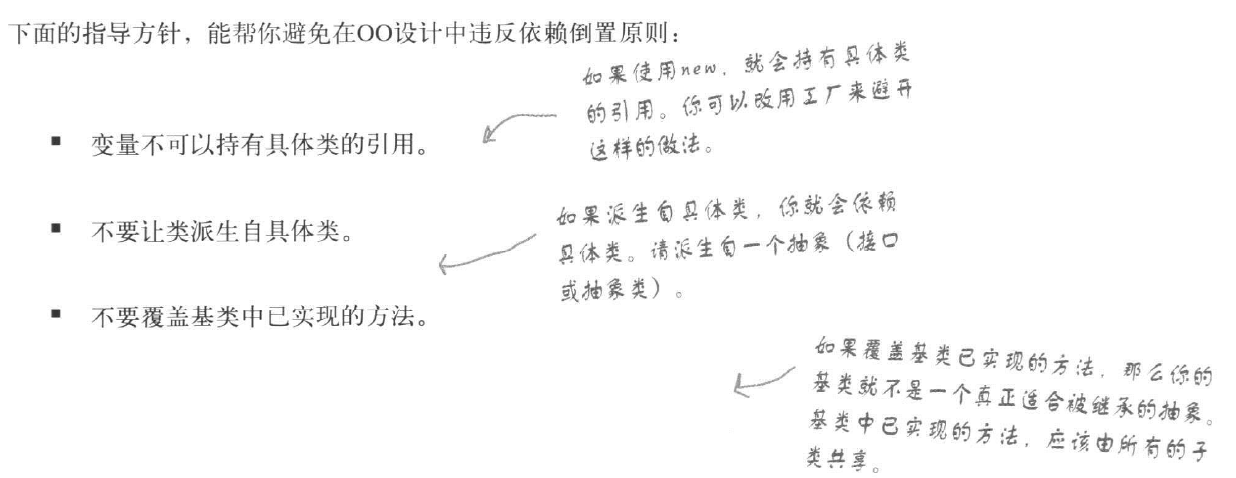 下面的指导方针，能帮你避免在OO设计中违反依赖倒置原则：
如果使用new，就会持有具体类
的引用。你可以改用工厂来避开
这样的做法。
■ 变量不可以持有具体类的引用。
如果派生自具体类，你就会依赖
具体类。请派生自一个抽象（接口
或抽象类）。
■ 不要让类派生自具体类。
■ 不要覆盖基类中已实现的方法。
如果覆盖基类已实现的方法，那么你的
基类就不是一个真正适合被继承的抽象。
基类中已实现的方法，应该由所有的子
类共享。